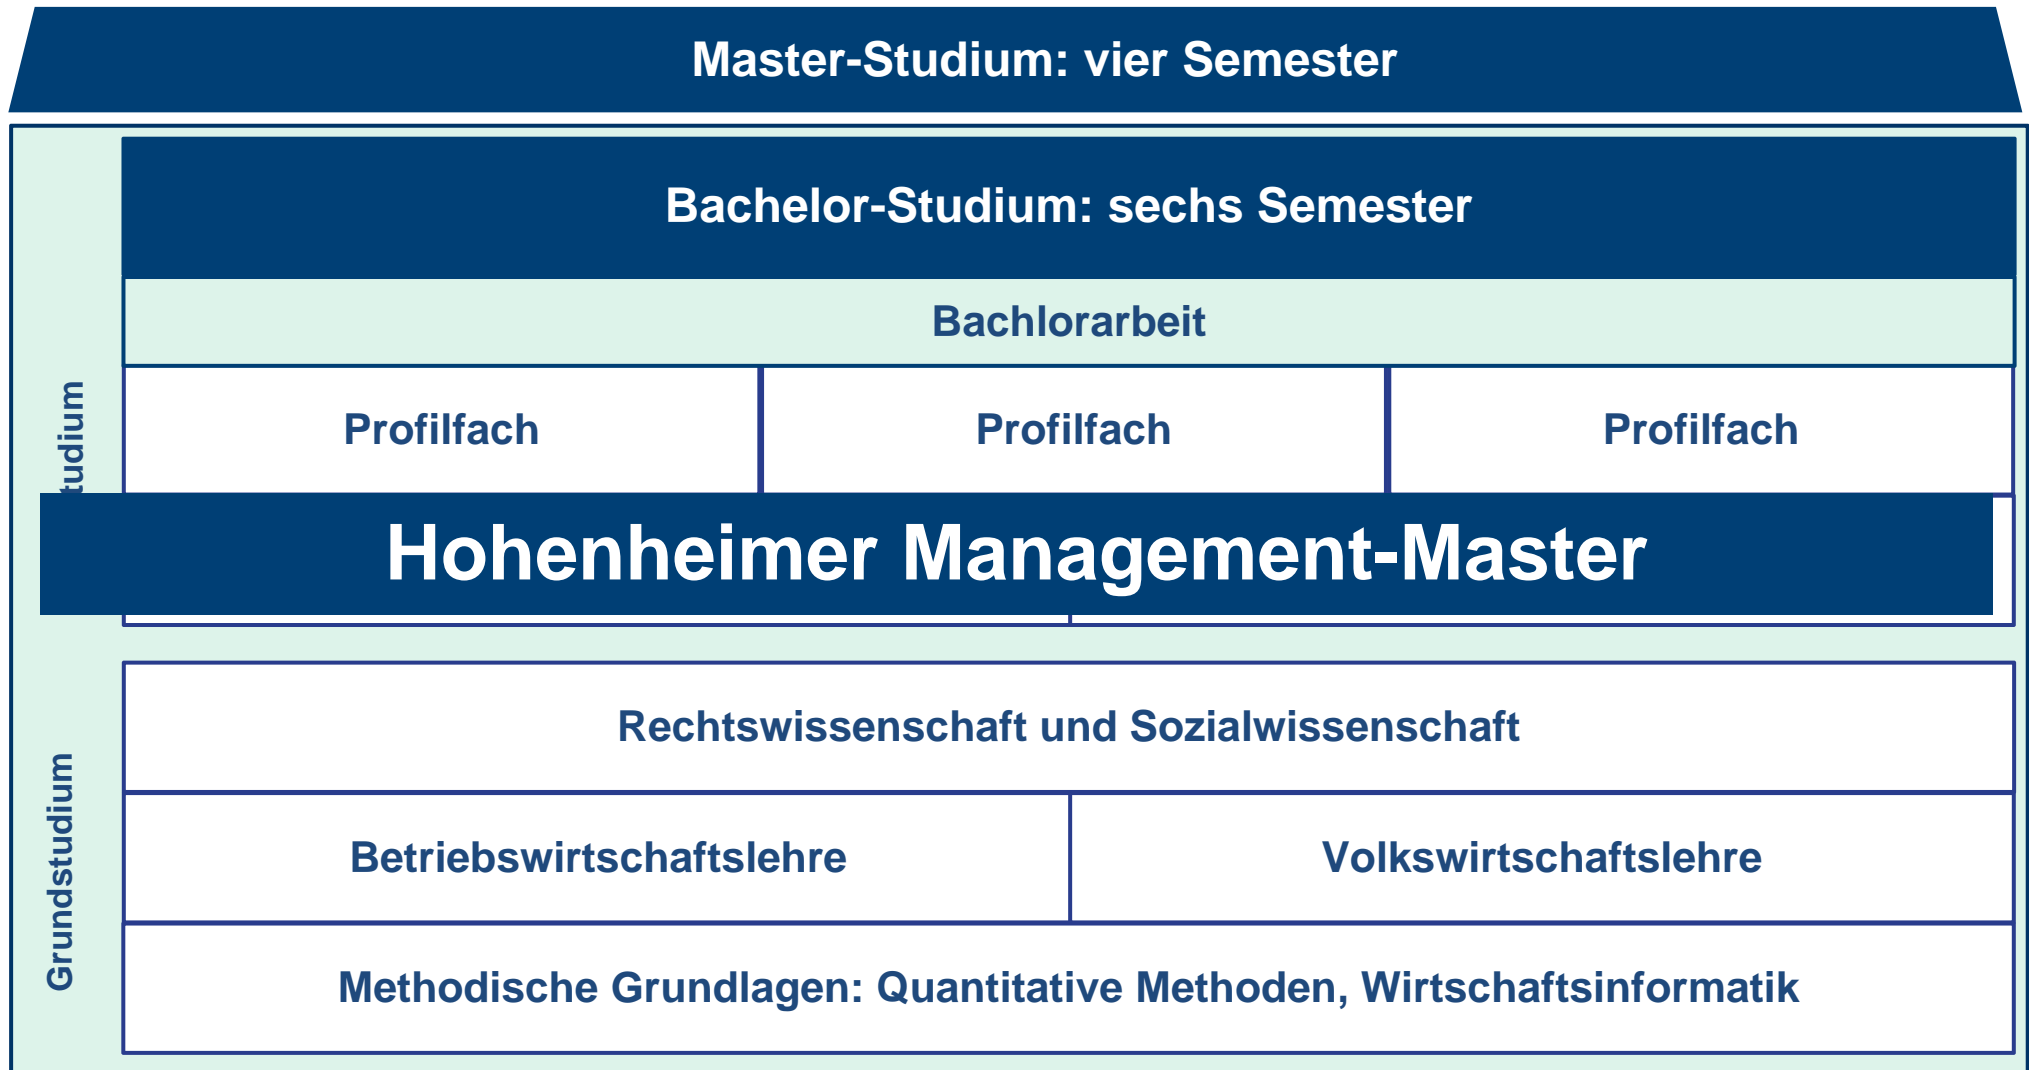 Master-Studium: vier Semester
Bachelor-Studium: sechs Semester
Bachlorarbeit
Profilfach
Profilfach
Profilfach
Hohenheimer Management-Master
Rechtswissenschaft und Sozialwissenschaft
Grundstudium
Betriebswirtschaftslehre
Volkswirtschaftslehre
Methodische Grundlagen: Quantitative Methoden, Wirtschaftsinformatik